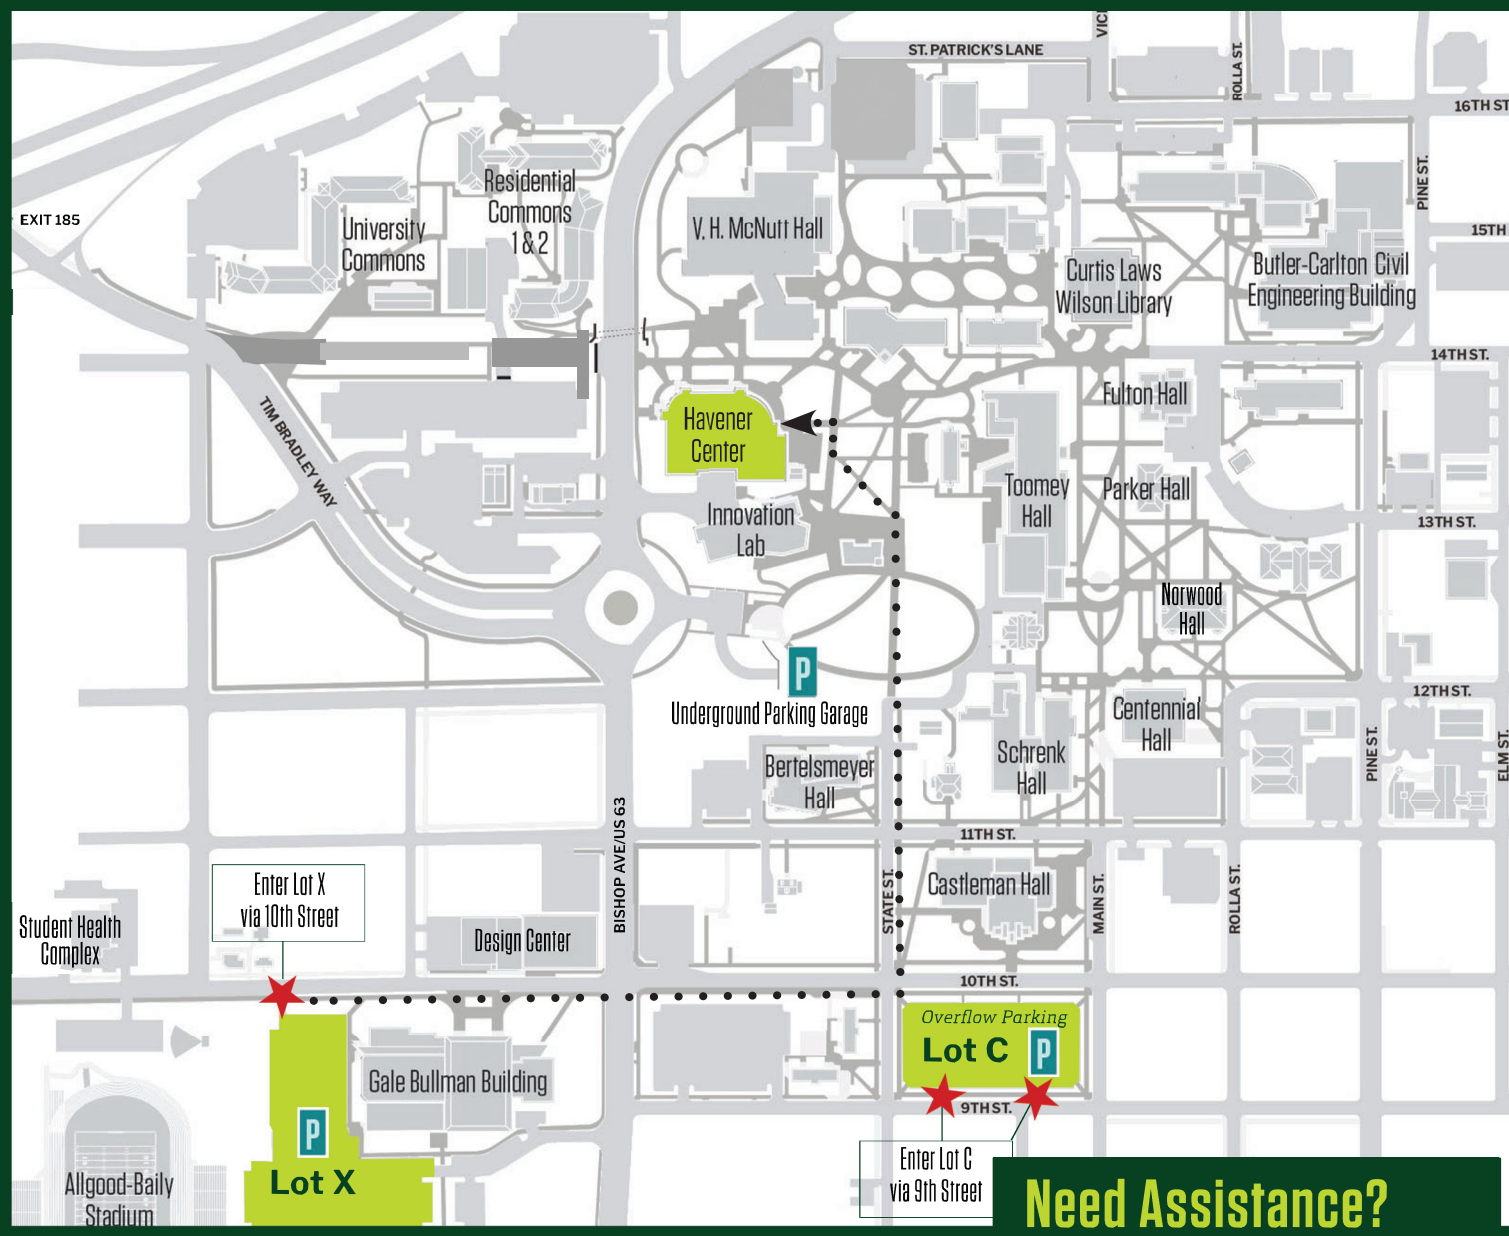 VICI
ST. PATRICK'S LANE
ROLLA ST.
16TH ST
Residential
Commons
1 & 2
PINE ST.
EXIT 185
University
Commons
V. H. McNutt Hall
15TH
Curtis Laws
Wilson Library
Butler-Carlton Civil
Engineering Building
14TH ST.
TIM BRADLEY WAY
Havener
Center
Fulton Hall
Toomey
Hall
Parker Hall
Innovation
Lab
13TH ST.
Norwood
Hall
P
Underground Parking Garage
12TH ST.
Centennial
Hall
Schrenk
Hall
PINE ST.
ELM ST.
Bertelsmeyer
Hall
BISHOP AVE/US 63
11TH ST.
Enter Lot X
via 10th Street
STATE ST.
Castleman Hall
MAIN ST.
ROLLA ST.
Student Health
Complex
Design Center
10TH ST.
Overflow Parking
Lot C
P
Gale Bullman Building
9TH ST.
P
Enter Lot C
via 9th Street
Lot X
Allgood-Baily
Stadium
Need Assistance?